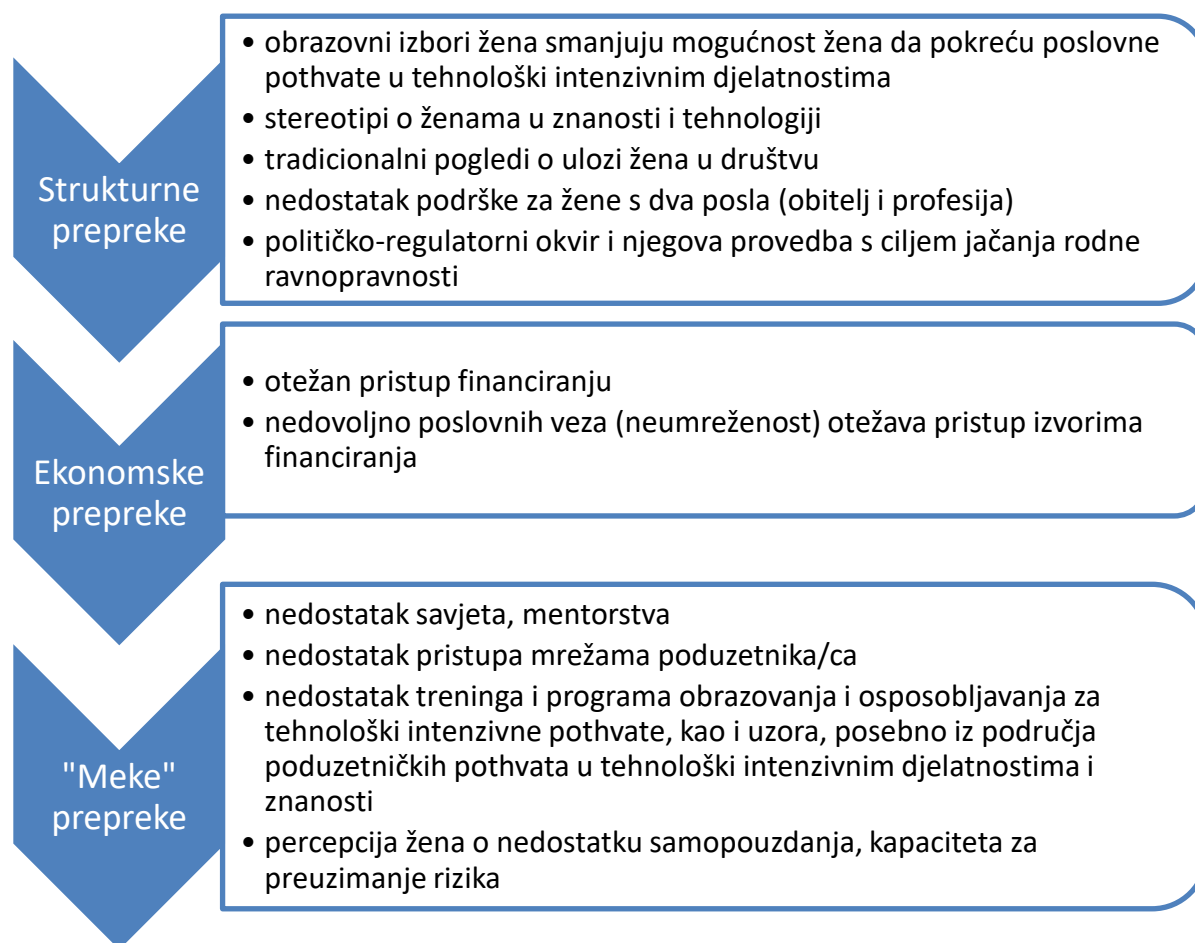 Strukturne
prepreke
• obrazovni izbori žena smanjuju mogućnost žena da pokreću poslovne
pothvate u tehnološki intenzivnim djelatnostima
• stereotipi o ženama u znanosti i tehnologiji
• tradicionalni pogledi o ulozi žena u društvu
• nedostatak podrške za žene s dva posla (obitelj i profesija)
• političko-regulatorni okvir i njegova provedba s ciljem jačanja rodne
ravnopravnosti
Ekonomske
prepreke
• otežan pristup financiranju
• nedovoljno poslovnih veza (neumreženost) otežava pristup izvorima
financiranja
"Meke"
prepreke
• nedostatak savjeta, mentorstva
• nedostatak pristupa mrežama poduzetnika/ca
• nedostatak treninga i programa obrazovanja i osposobljavanja za
tehnološki intenzivne pothvate, kao i uzora, posebno iz područja
poduzetničkih pothvata u tehnološki intenzivnim djelatnostima i
znanosti
• percepcija žena o nedostatku samopouzdanja, kapaciteta za
preuzimanje rizika